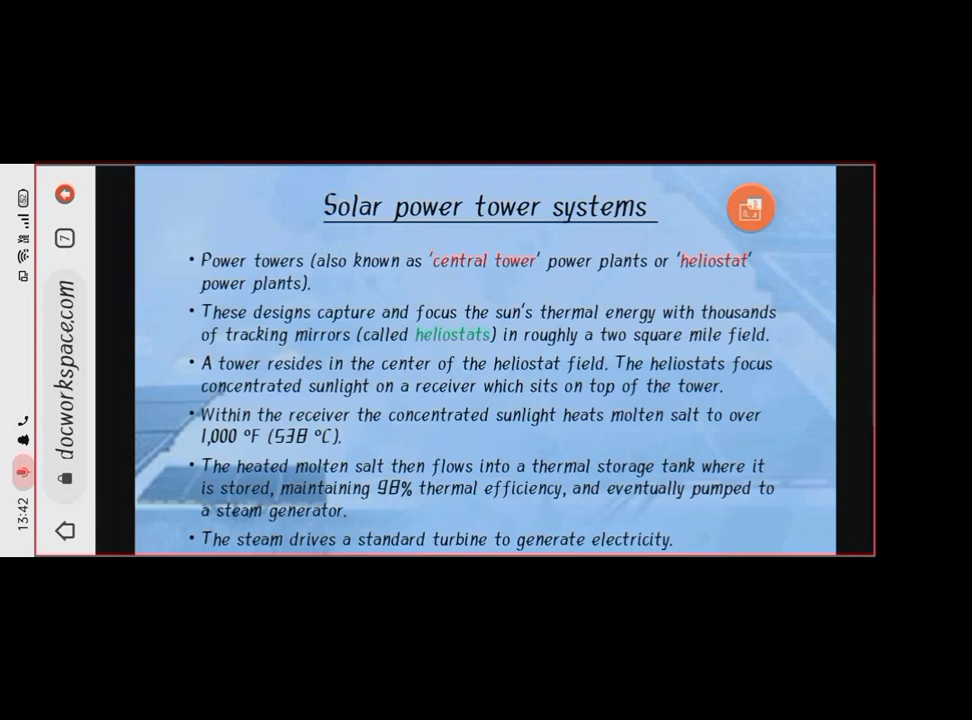 Solar power tower systems
• Power towers (also known as 'central tower' power plants or 'heliostat'
power plants).
• These designs capture and focus the sun's thermal energy with thousands
of tracking mirrors (called heliostats) in roughly a two square mile field.
• A tower resides in the center of the heliostat field. The heliostats focus
concentrated sunlight on a receiver which sits on top of the tower.
• Within the receiver the concentrated sunlight heats molten salt to over
1,000 °F (538 °C).
• The heated molten salt then flows into a thermal storage tank where it
is stored, maintaining 98% thermal efficiency, and eventually pumped to
a steam generator.
• The steam drives a standard turbine to generate electricity.
13:42
52
docworkspace.com
7